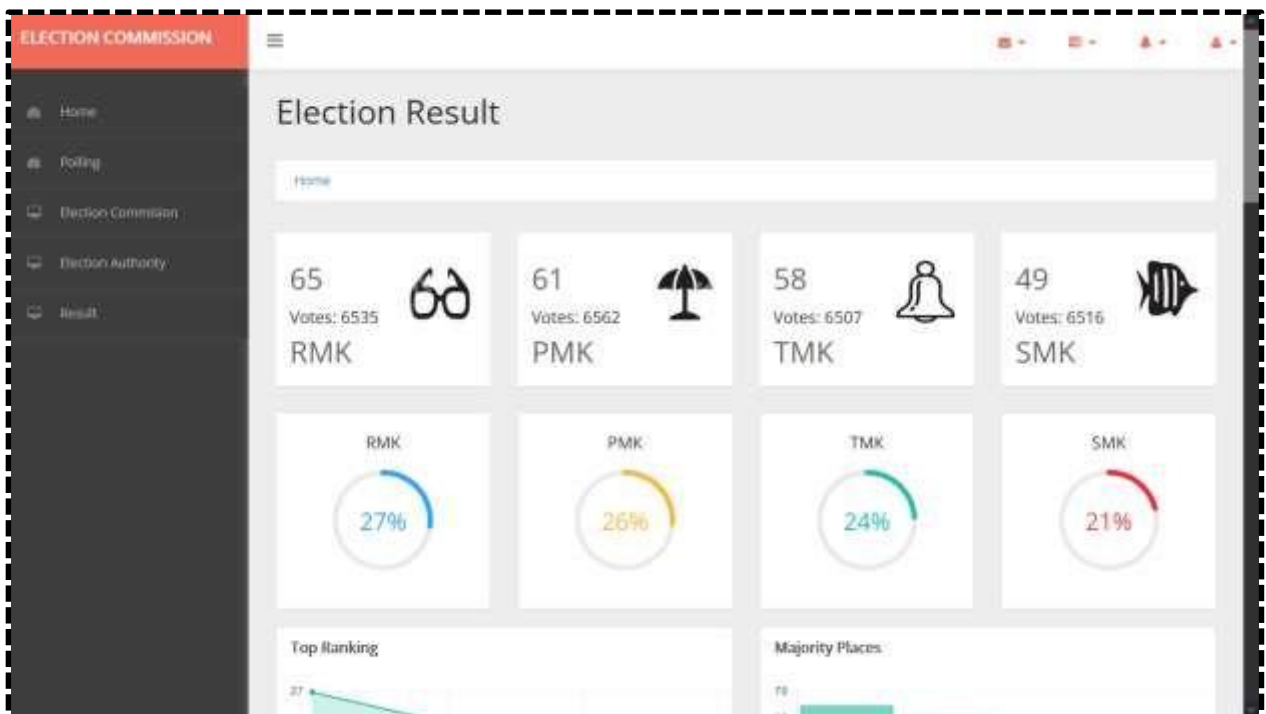 ELECTION COMMISSION
Home
Polling
Election Commision
Election Authority
Result
Election Result
Home
65
Votes: 6535
RMK
61
Votes: 6562
PMK
58
Votes: 6507
TMK
49
Votes: 6516
SMK
RMK
27%
PMK
26%
TMK
24%
SMK
21%
Top Ranking
27
Majority Places